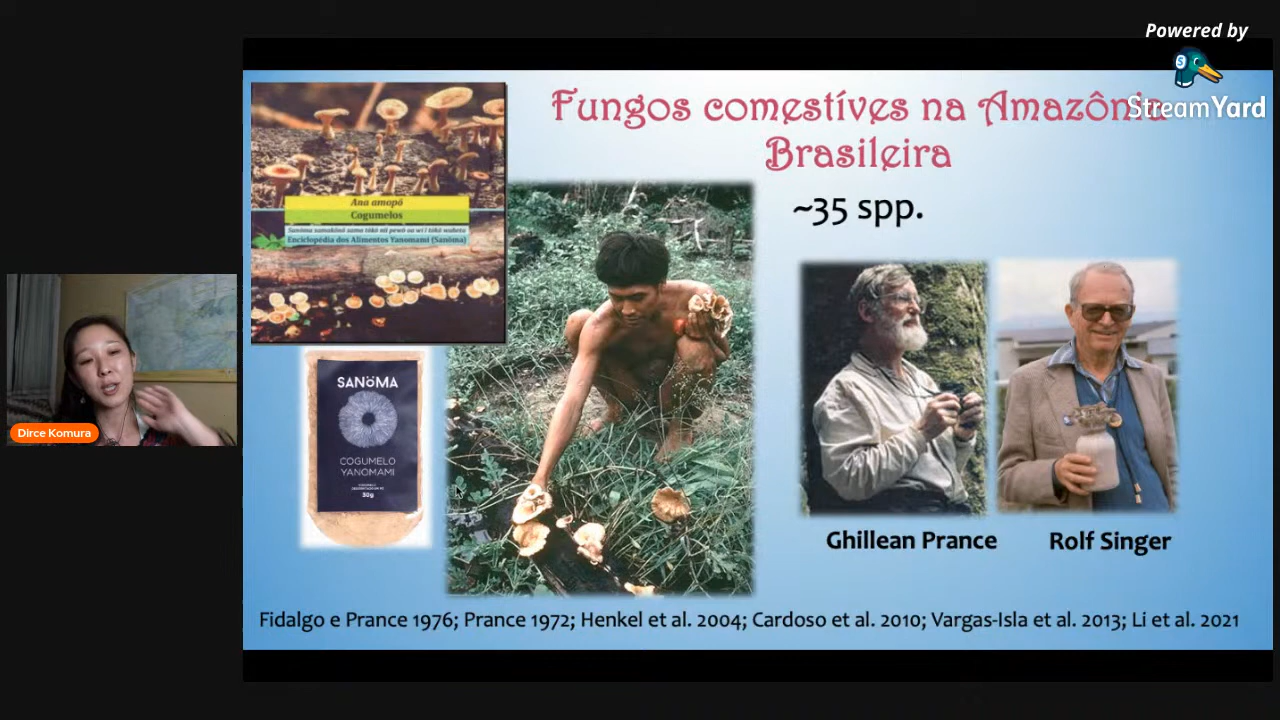 Powered by
StreamYard
Fungos comestíves na Amazônia
Brasileira
~35 spp.
Ana amopö
Cogumelos
Enciclopédia dos Alimentos Yanomami (Sanöma)
SANÖMA
COGUMELO
YANOMAMI
30g
Dirce Komura
Ghillean Prance
Rolf Singer
Fidalgo e Prance 1976; Prance 1972; Henkel et al. 2004; Cardoso et al. 2010; Vargas-Isla et al. 2013; Li et al. 2021